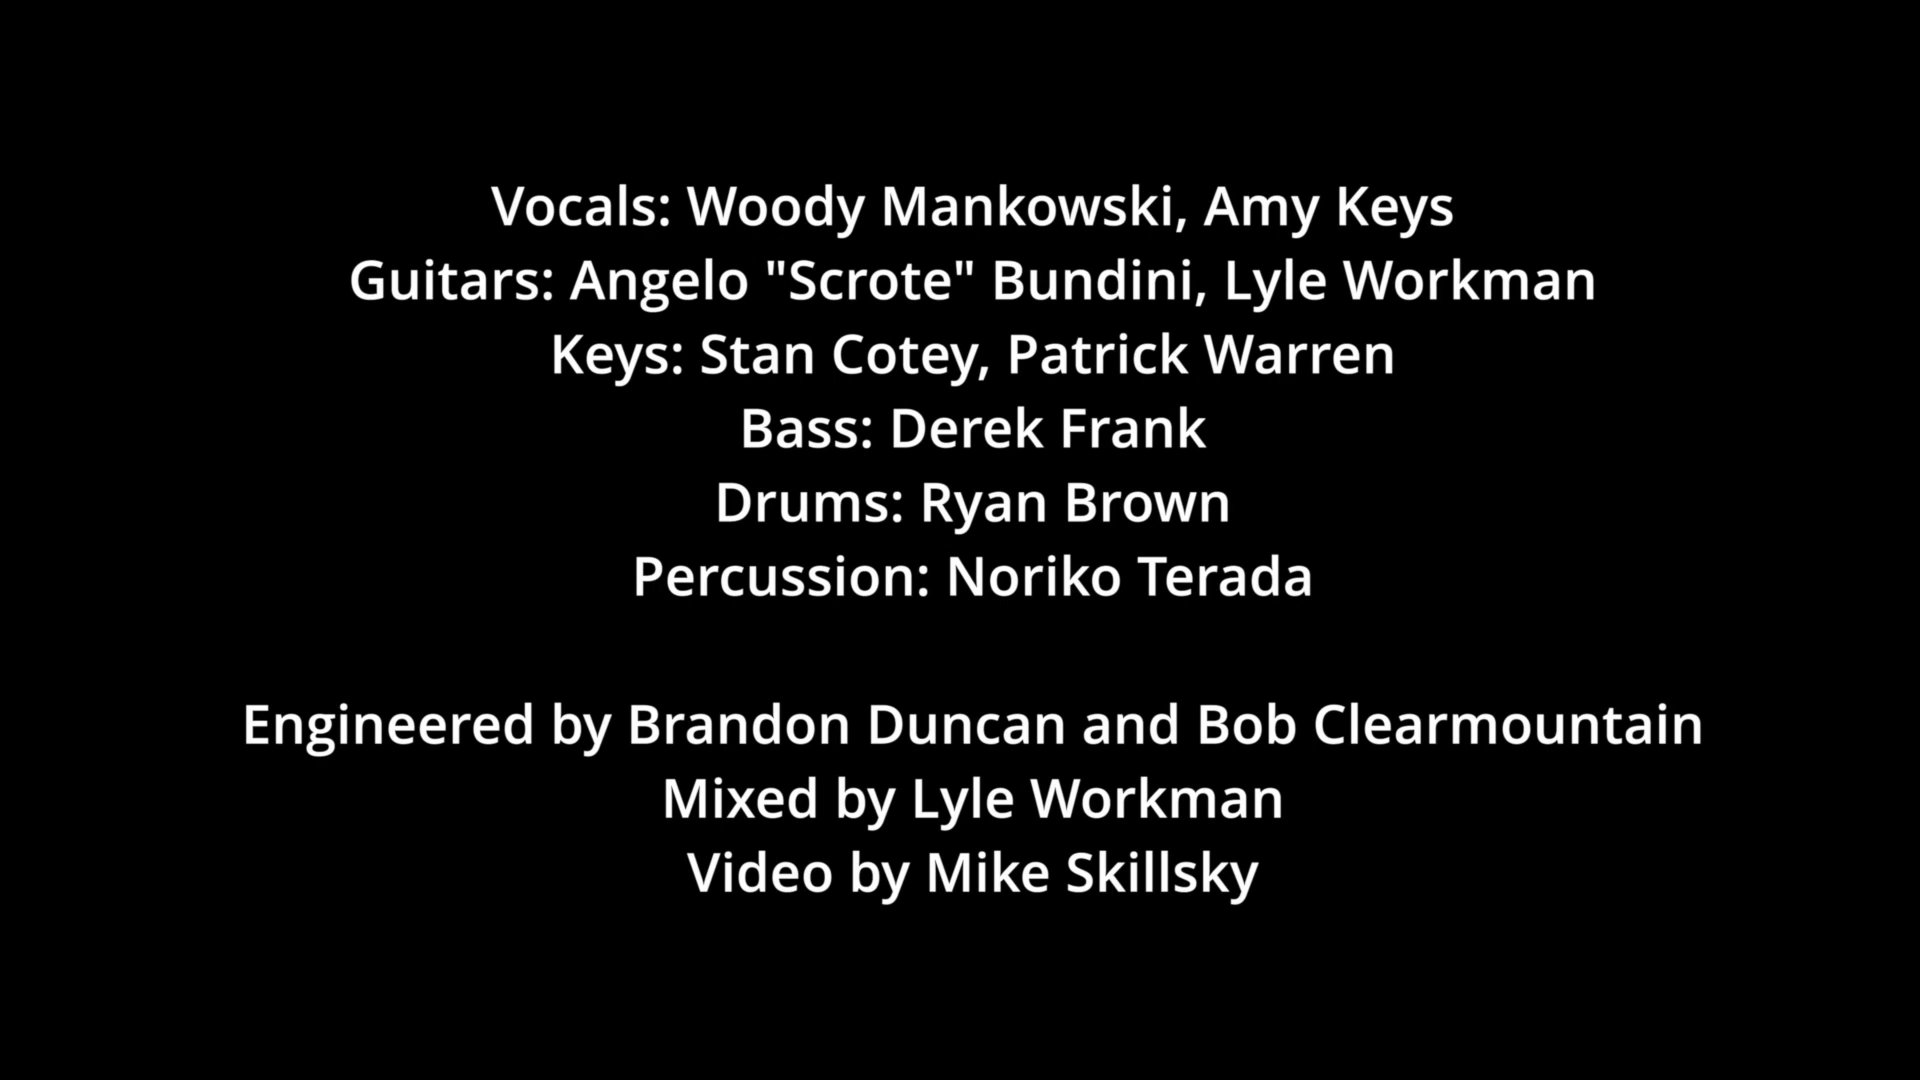 Vocals: Woody Mankowski, Amy Keys
Guitars: Angelo "Scrote" Bundini, Lyle Workman
Keys: Stan Cotey, Patrick Warren
Bass: Derek Frank
Drums: Ryan Brown
Percussion: Noriko Terada
Engineered by Brandon Duncan and Bob Clearmountain
Mixed by Lyle Workman
Video by Mike Skillsky